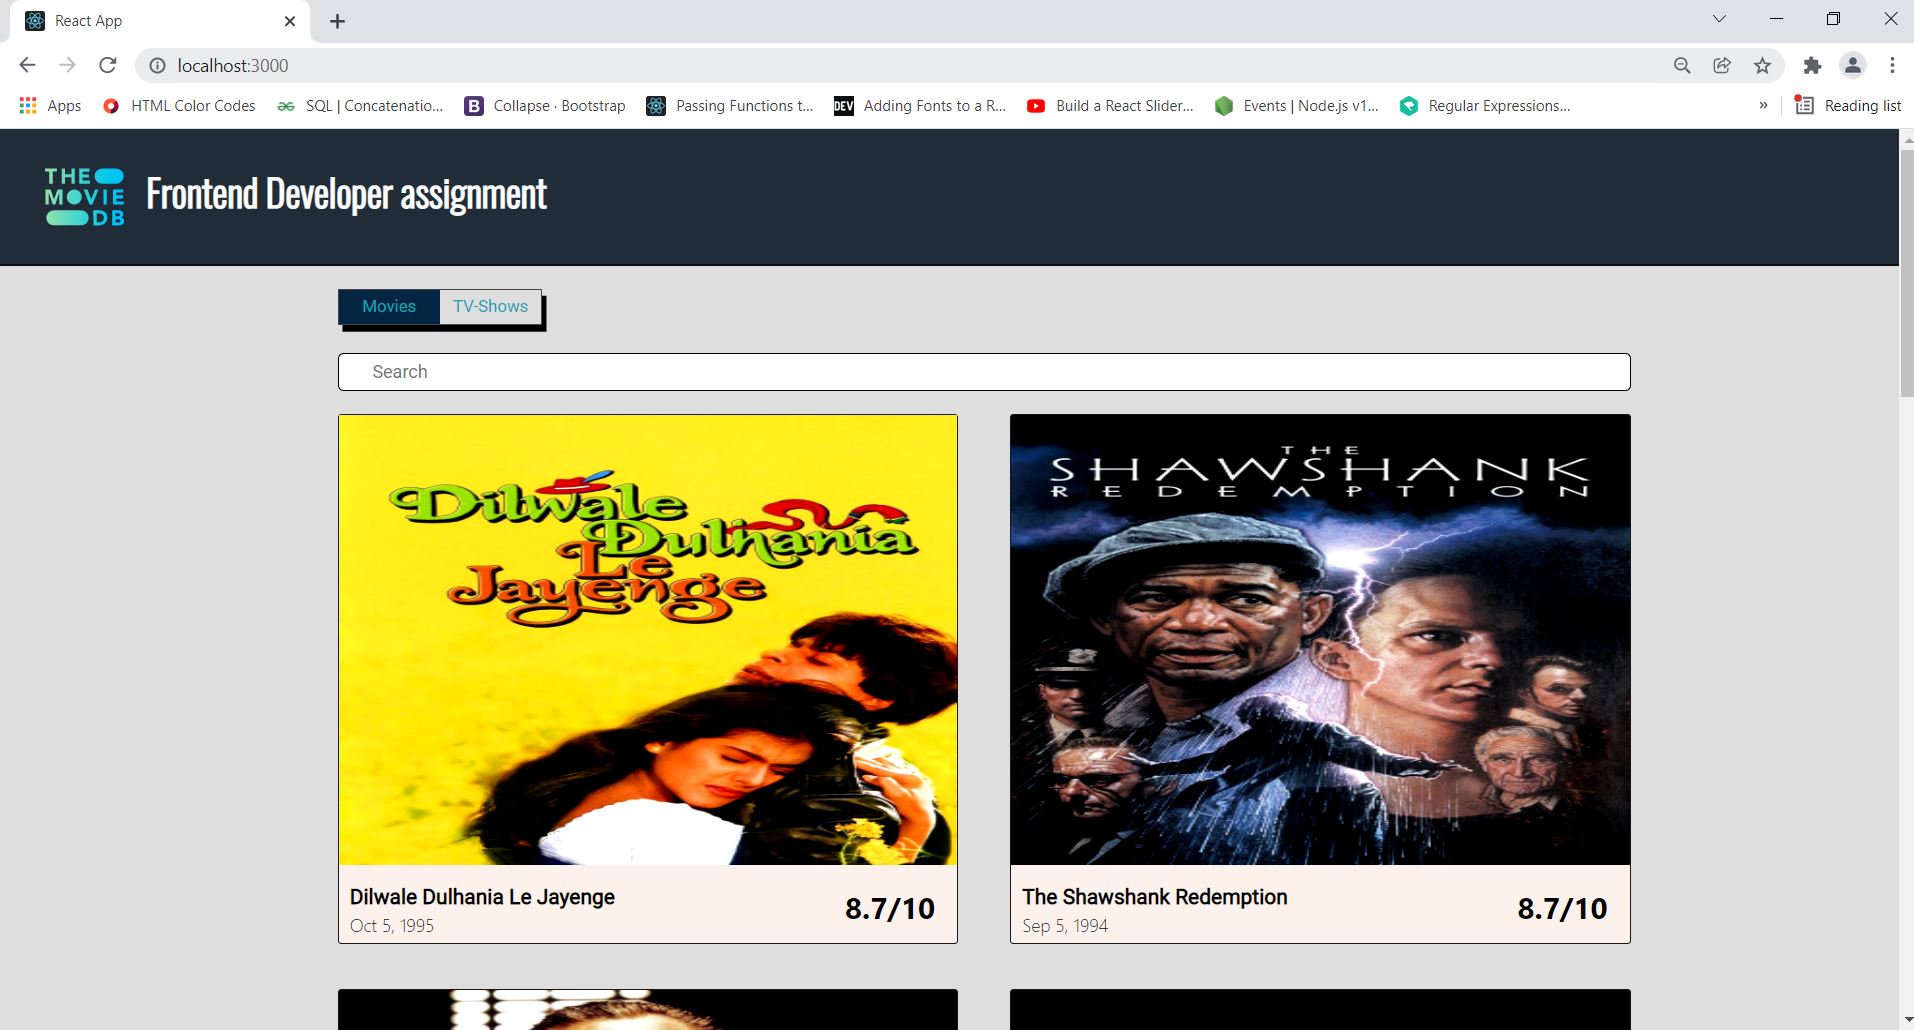 React App
localhost:3000
Apps
HTML Color Codes
SQL | Concatenatio...
Collapse · Bootstrap
Passing Functions t...
DEV
Adding Fonts to a R...
Build a React Slider...
Events | Node.js v1...
Regular Expressions...
»
Reading list
THE
MOVIE
DB
Frontend Developer assignment
Movies
TV-Shows
Search
Dilwale
Dulhania
Le
Jayenge
THE
SHAWSHANK
REDEMPTION
Dilwale Dulhania Le Jayenge
Oct 5, 1995
8.7/10
The Shawshank Redemption
Sep 5, 1994
8.7/10